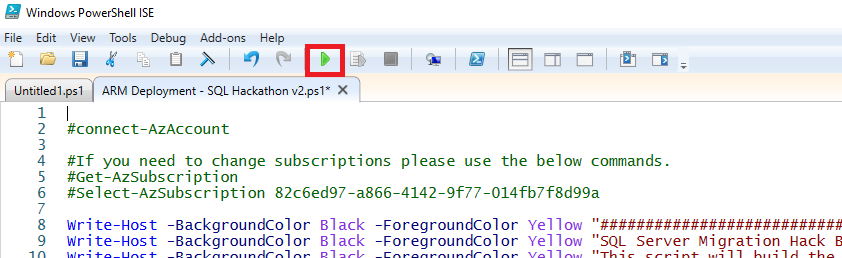 Windows PowerShell ISE
File Edit View Tools Debug Add-ons Help
Untitled1.ps1 ARM Deployment - SQL Hackathon v2.ps1* X
1
2 #connect-AzAccount
3
4 #If you need to change subscriptions please use the below commands.
5 #Get-AzSubscription
6 #Select-AzSubscription 82c6ed97-a866-4142-9f77-014fb7f8d99a
7
8 Write-Host -BackgroundColor Black -ForegroundColor Yellow "###########################
9 Write-Host -BackgroundColor Black -ForegroundColor Yellow "SQL Server Migration Hack B
10 Write-Host -BackgroundColor Black -ForegroundColor Yellow "This script will build the